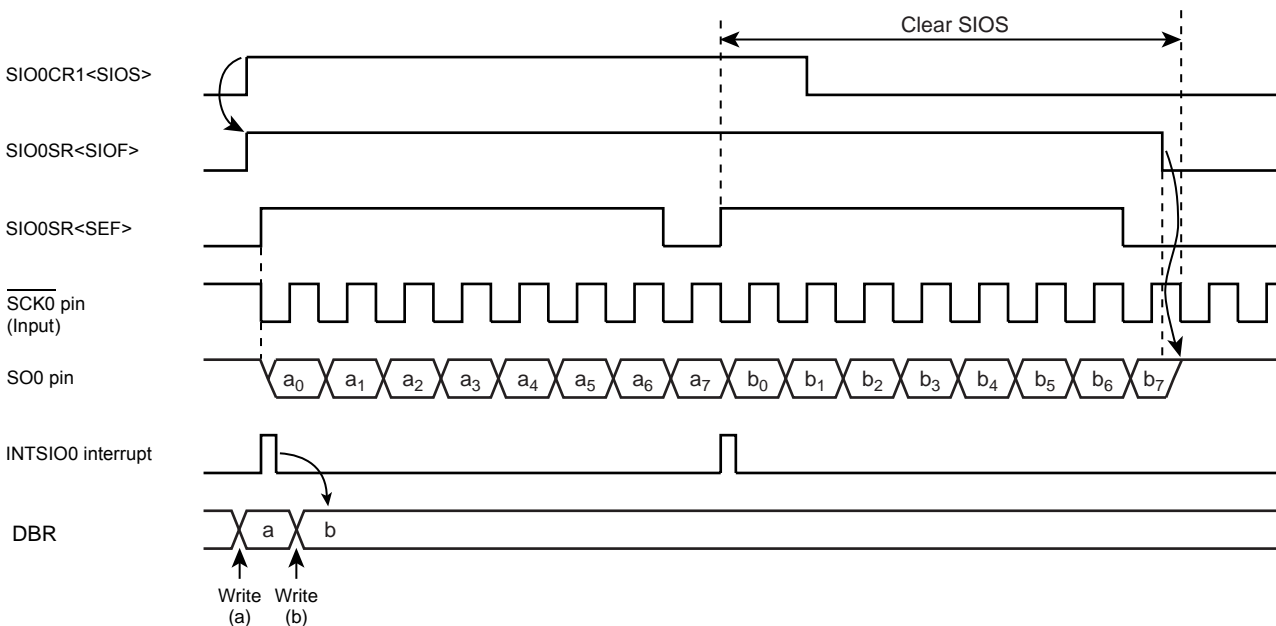 Clear SIOS
SIO0CR1<SIOS>
SIO0SR<SIOF>
SIO0SR<SEF>
SCK0 pin
(Input)
SO0 pin
a0 a1 a2 a3 a4 a5 a6 a7 b0 b1 b2 b3 b4 b5 b6 b7
INTSIO0 interrupt
DBR
a b
Write Write
(a) (b)